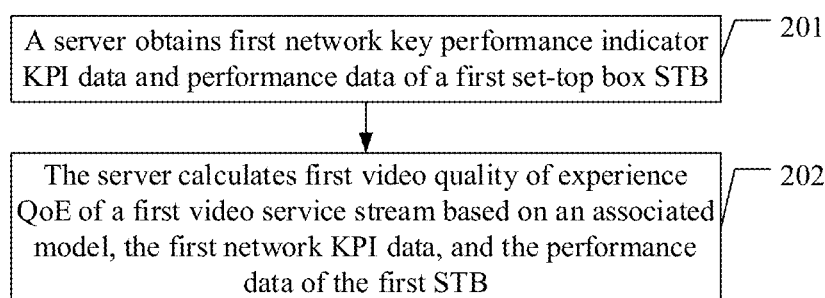 A server obtains first network key performance indicator
KPI data and performance data of a first set-top box STB
201
The server calculates first video quality of experience
QoE of a first video service stream based on an associated
model, the first network KPI data, and the performance
data of the first STB
202